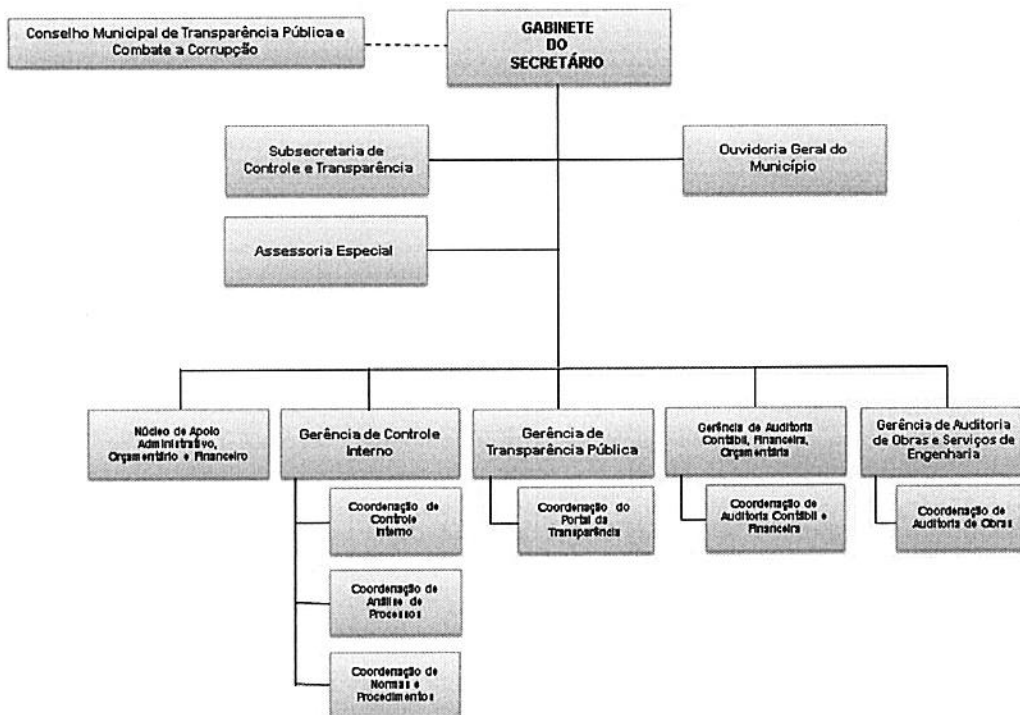 Conselho Municipal de Transparência Pública e
Combate a Corrupção
GABINETE
DO
SECRETÁRIO
Subsecretaria de
Controle e Transparência
Ouvidoria Geral do
Município
Assessoria Especial
Núcleo de Apoio
Administrativo,
Orçamentário e Financeiro
Gerência de Controle
Interno
Gerência de
Transparência Pública
Gerência de Auditoria
Contábil, Financeira,
Orçamentária
Gerência de Auditoria
de Obras e Serviços de
Engenharia
Coordenação de
Controle
Interno
Coordenação do
Portal da
Transparência
Coordenação de
Auditoria Contábil e
Financeira
Coordenação de
Auditoria de Obras
Coordenação de
Análise de
Processos
Coordenação de
Normas e
Procedimentos